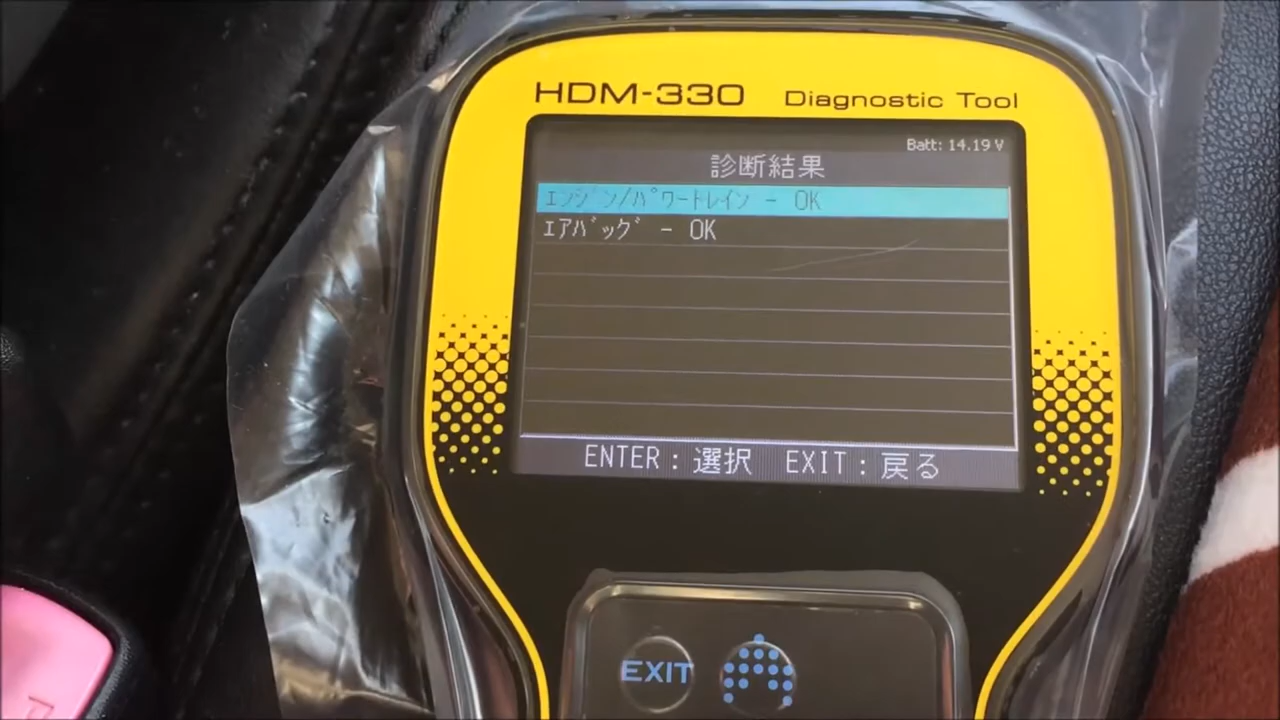 HDM-330 Diagnostic Tool
Batt: 14.19 V
診断結果
ｴﾝｼﾞﾝ/ﾊﾟﾜｰﾄﾚｲﾝ - OK
ｴｱﾊﾞｯｸﾞ - OK
ENTER：選択 EXIT：戻る
EXIT